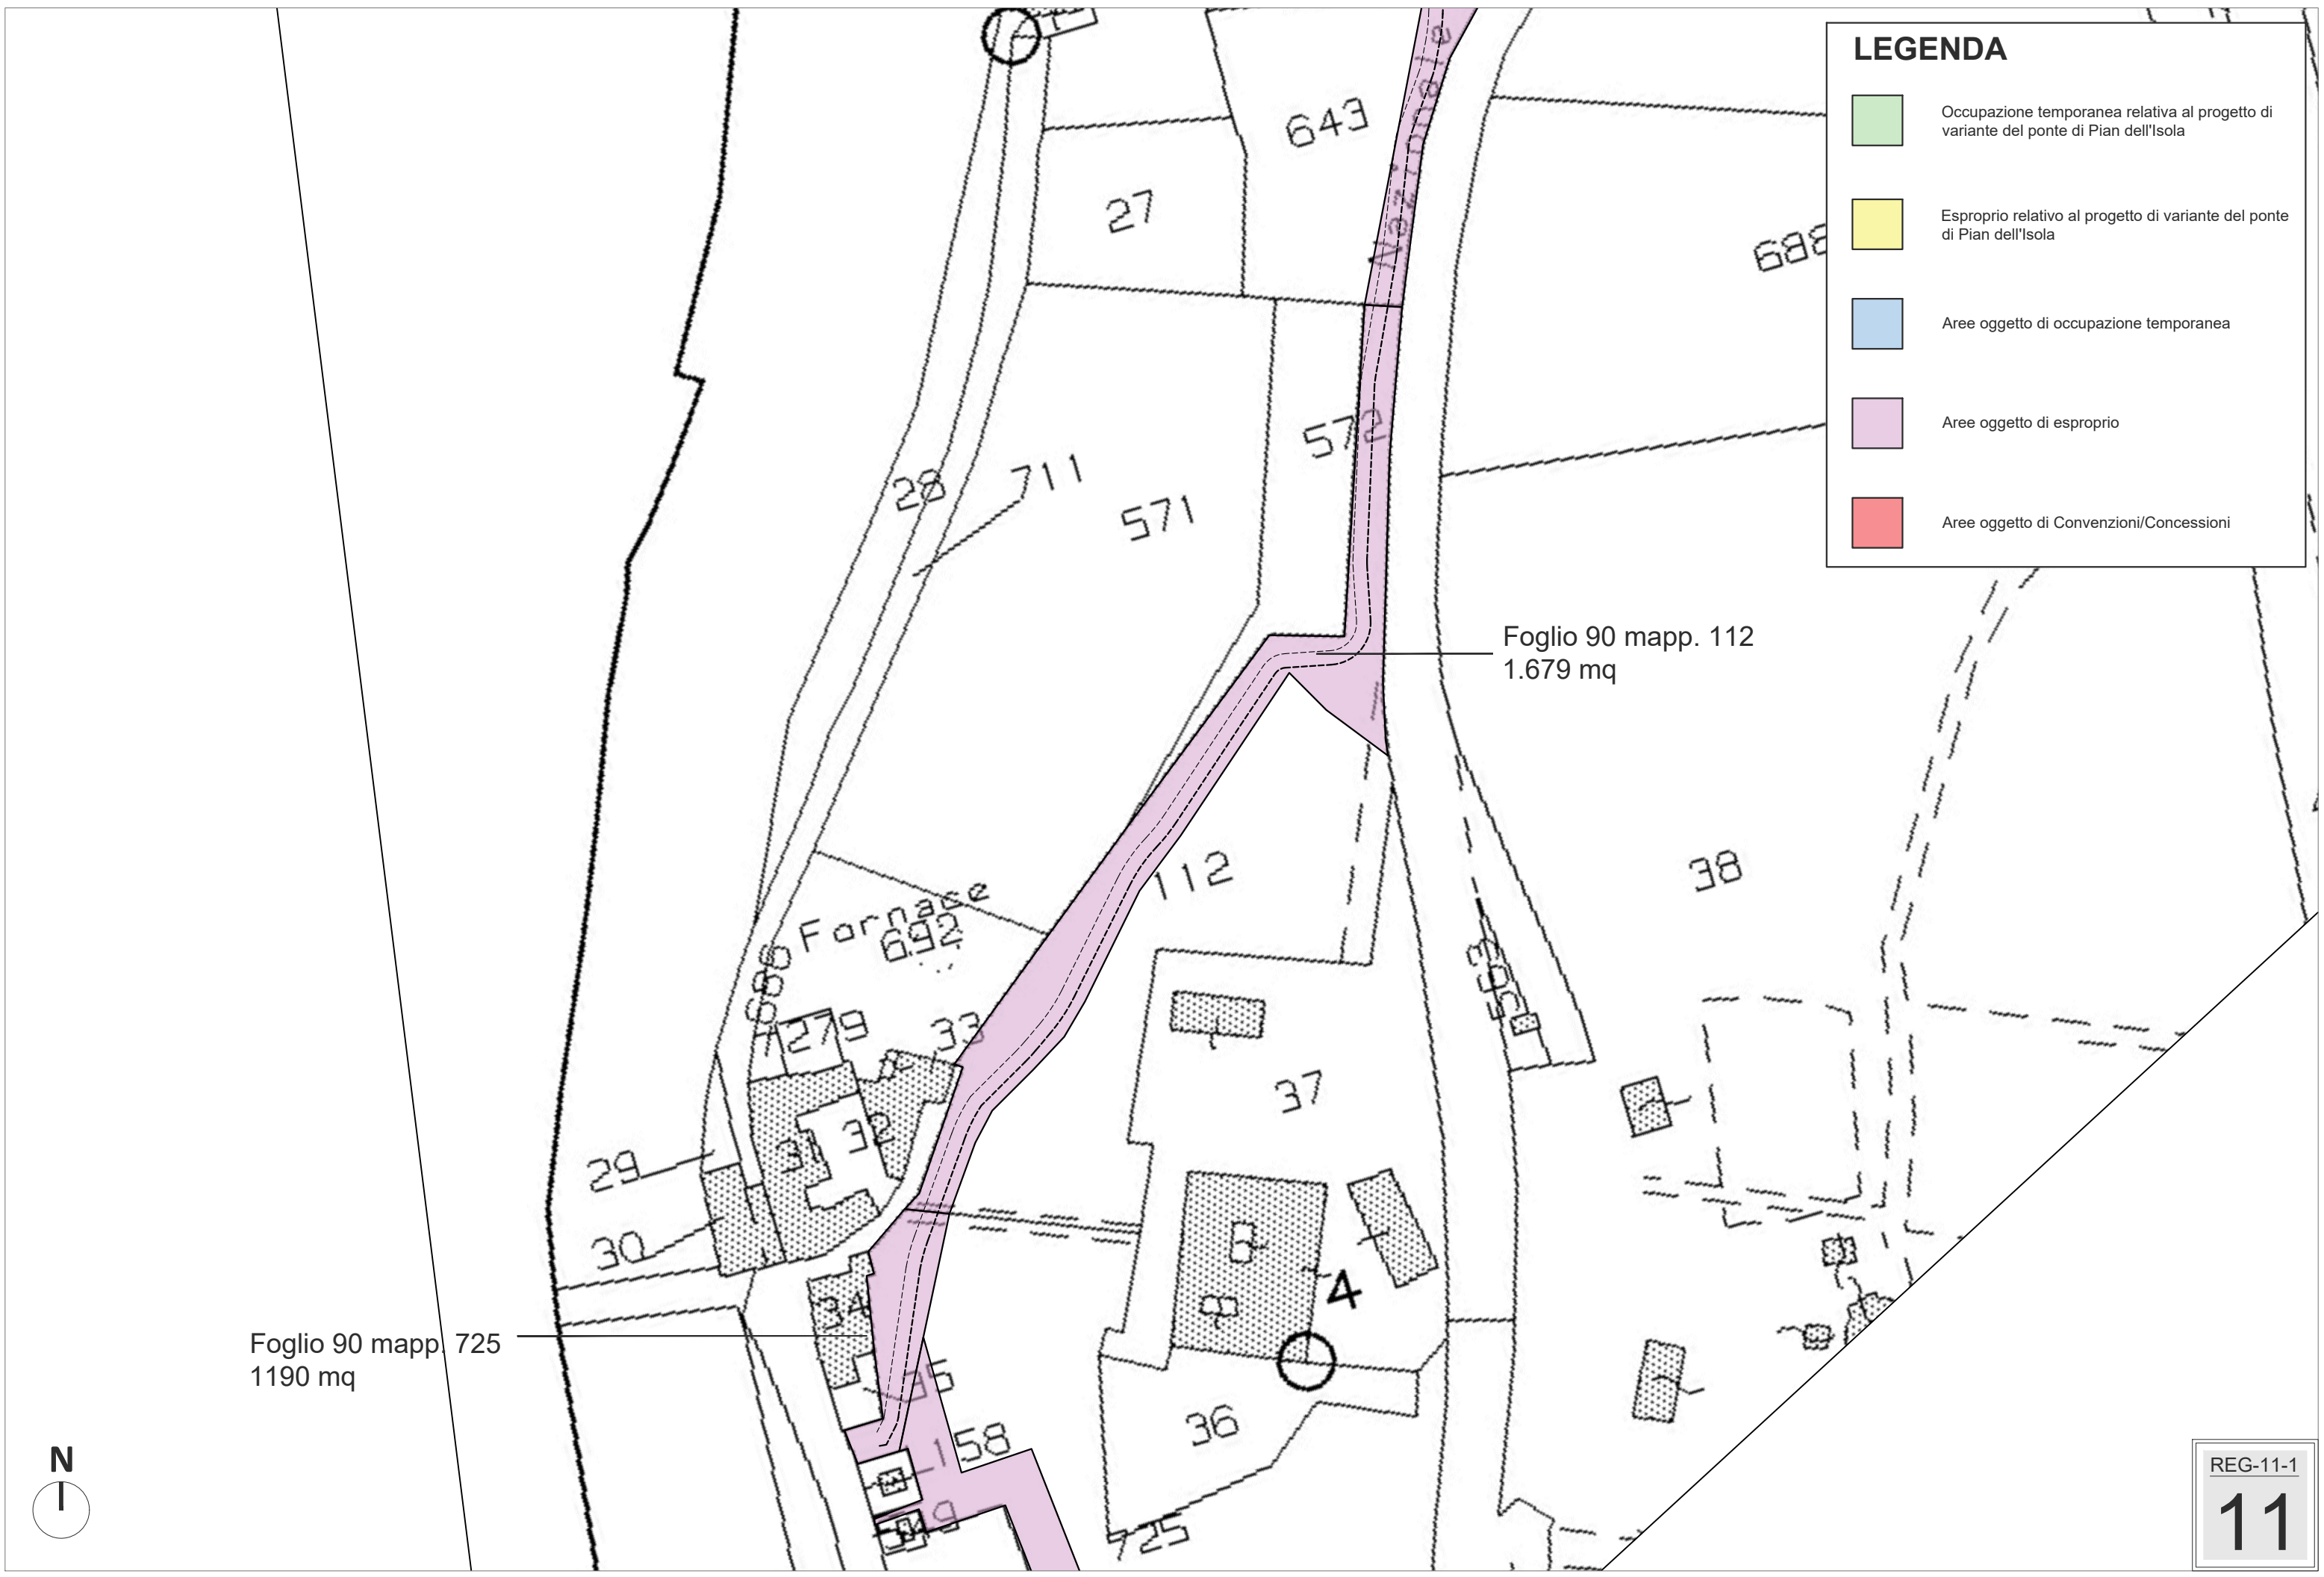 LEGENDA
Occupazione temporanea relativa al progetto di
variante del ponte di Pian dell'Isola
Esproprio relativo al progetto di variante del ponte
di Pian dell'Isola
Aree oggetto di occupazione temporanea
Aree oggetto di esproprio
Aree oggetto di Convenzioni/Concessioni
643
27
688
572
28
711
571
Foglio 90 mapp. 112
1.679 mq
112
38
Fornace
692
279
33
37
31
32
29
30
34
4
Foglio 90 mapp. 725
1190 mq
35
158
36
725
N
REG-11-1
11